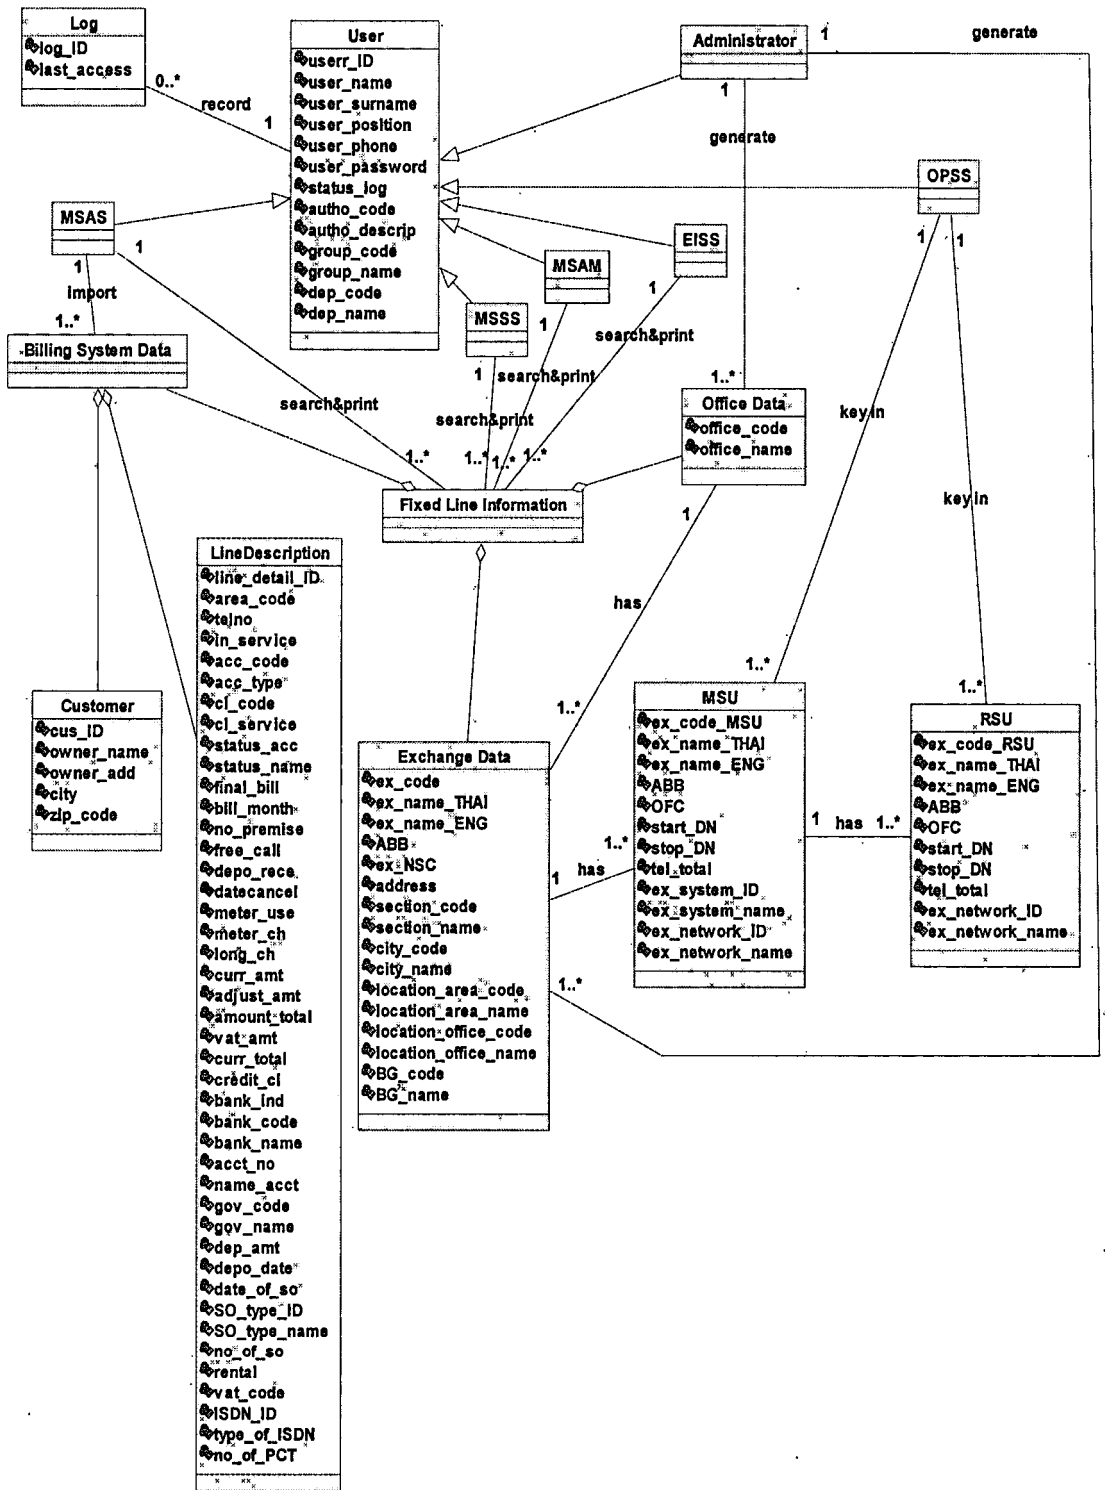 Log
log_ID
last_access
0..*
record
1
User
userr_ID
user_name
user_surname
user_position
user_phone
user_password
status_log
autho_code
autho_descrip
group_code
group_name
dep_code
dep_name
Administrator
1
generate
1
generate
OPSS
1
1
MSAS
1
1
import
1..*
EISS
1
search&print
MSAM
1
search&print
MSSS
1
search&print
Billing System Data
search&print
1..*
1..*
1..*
1..*
1..*
Office Data
office_code
office_name
1
key in
key in
Fixed Line Information
has
1..*
1..*
1..*
LineDescription
line_detail_ID
area_code
telno
in_service
acc_code
acc_type
cl_code
cl_service
status_acc
status_name
final_bill
bill_month
no_premise
free_call
depo_rece
datecancel
meter_use
meter_ch
long_ch
curr_amt
adjust_amt
amount_total
vat_amt
curr_total
credit_cl
bank_ind
bank_code
bank_name
acct_no
name_acct
gov_code
gov_name
dep_amt
depo_date
date_of_so
SO_type_ID
SO_type_name
no_of_so
rental
vat_code
ISDN_ID
type_of_ISDN
no_of_PCT
Customer
cus_ID
owner_name
owner_add
city
zip_code
Exchange Data
ex_code
ex_name_THAI
ex_name_ENG
ABB
ex_NSC
address
section_code
section_name
city_code
city_name
location_area_code
location_area_name
location_office_code
location_office_name
BG_code
BG_name
1 has 1..*
1..*
MSU
ex_code_MSU
ex_name_THAI
ex_name_ENG
ABB
OFC
start_DN
stop_DN
tel_total
ex_system_ID
ex_system_name
ex_network_ID
ex_network_name
1 has 1..*
RSU
ex_code_RSU
ex_name_THAI
ex_name_ENG
ABB
OFC
start_DN
stop_DN
tel_total
ex_network_ID
ex_network_name